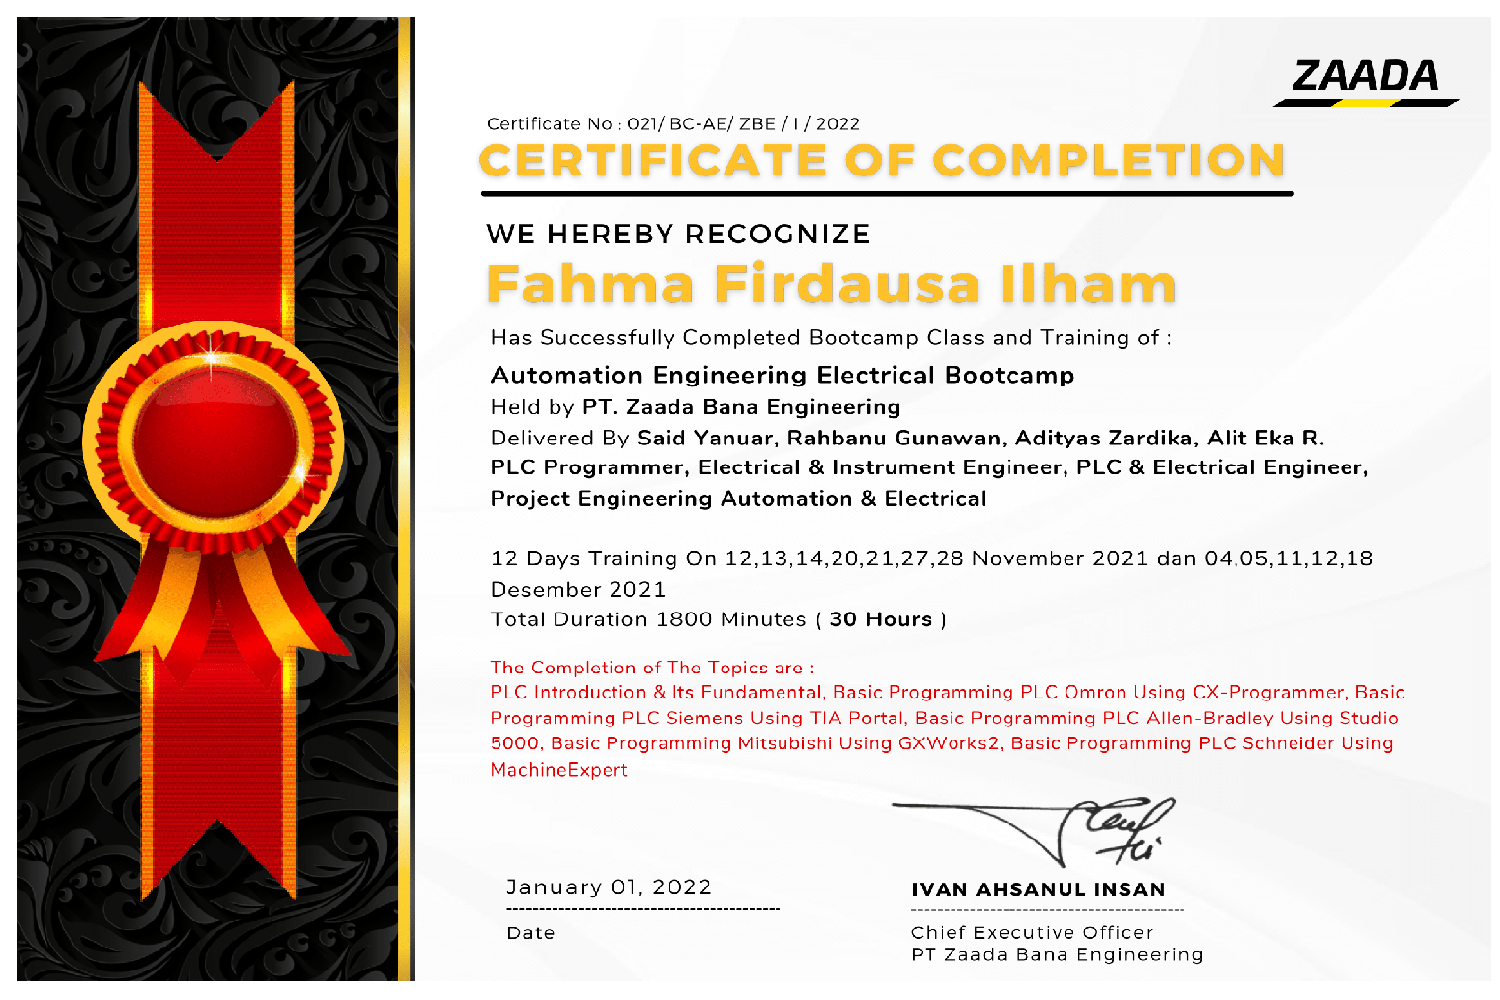 ZAADA
Certificate No : 021/ BC-AE/ ZBE / I / 2022
CERTIFICATE OF COMPLETION
WE HEREBY RECOGNIZE
Fahma Firdausa Ilham
Has Successfully Completed Bootcamp Class and Training of :
Automation Engineering Electrical Bootcamp
Held by PT. Zaada Bana Engineering
Delivered By Said Yanuar, Rahbanu Gunawan, Adityas Zardika, Alit Eka R.
PLC Programmer, Electrical & Instrument Engineer, PLC & Electrical Engineer,
Project Engineering Automation & Electrical
12 Days Training On 12,13,14,20,21,27,28 November 2021 dan 04,05,11,12,18
Desember 2021
Total Duration 1800 Minutes ( 30 Hours )
The Completion of The Topics are :
PLC Introduction & Its Fundamental, Basic Programming PLC Omron Using CX-Programmer, Basic
Programming PLC Siemens Using TIA Portal, Basic Programming PLC Allen-Bradley Using Studio
5000, Basic Programming Mitsubishi Using GXWorks2, Basic Programming PLC Schneider Using
MachineExpert
January 01, 2022
IVAN AHSANUL INSAN
Date
Chief Executive Officer
PT Zaada Bana Engineering